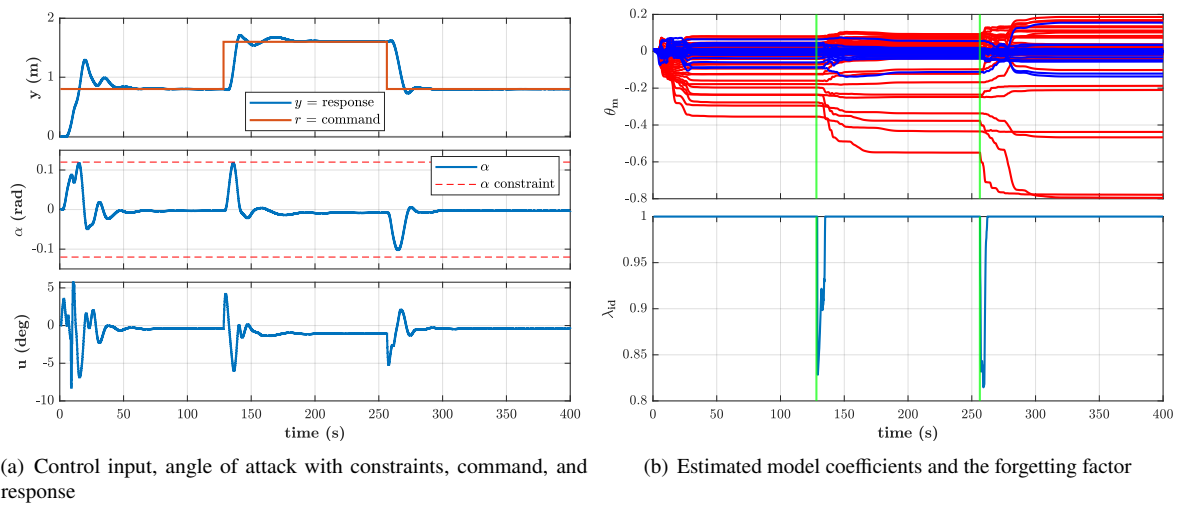 2
1
0
y (m)
y = response
r = command
0.1
0
-0.1
α (rad)
α
α constraint
5
0
-5
-10
u (deg)
0 50 100 150 200 250 300 350 400
time (s)
(a) Control input, angle of attack with constraints, command, and
response
0.2
0
-0.2
-0.4
-0.6
-0.8
θm
1
0.95
0.9
0.85
0.8
λid
0 50 100 150 200 250 300 350 400
time (s)
(b) Estimated model coefficients and the forgetting factor